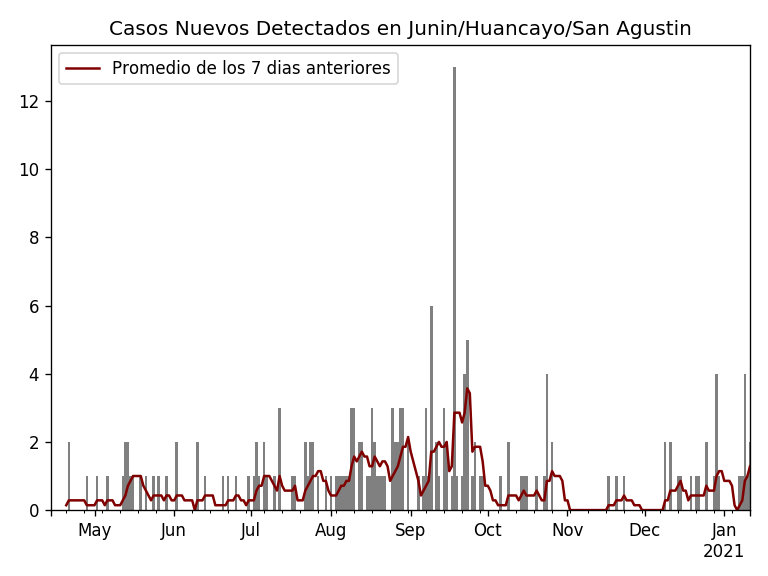 Casos Nuevos Detectados en Junin/Huancayo/San Agustin
Promedio de los 7 dias anteriores
12
10
8
6
4
2
0
May Jun Jul Aug Sep Oct Nov Dec Jan
2021